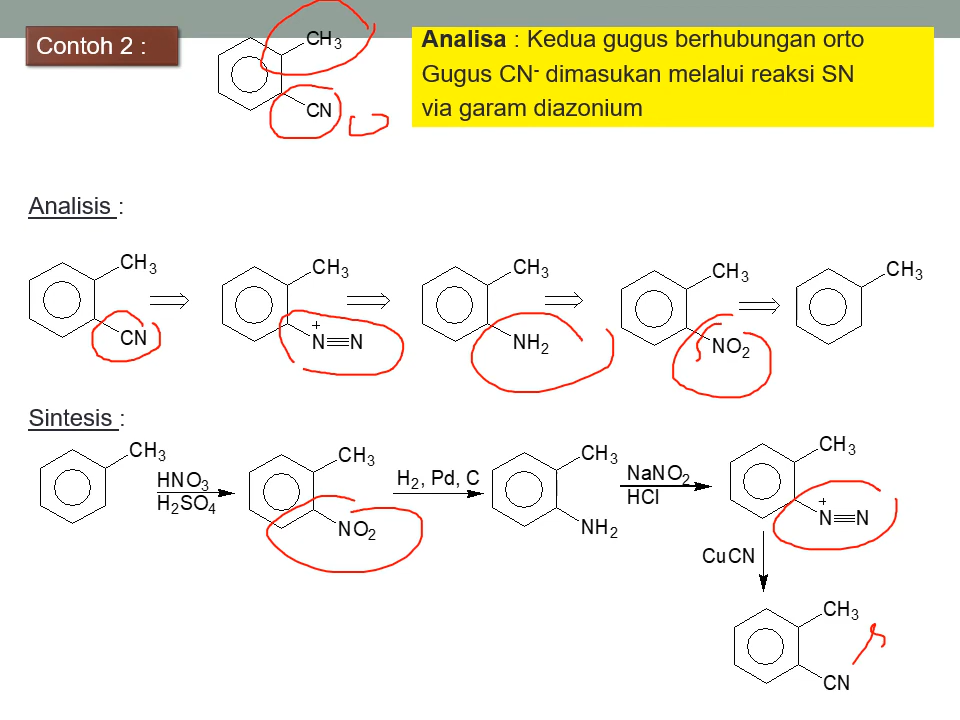 Contoh 2 :
CH3
CN
Analisa : Kedua gugus berhubungan orto
Gugus CN- dimasukan melalui reaksi SN
via garam diazonium
Analisis :
CH3
CN
CH3
+
N≡N
CH3
NH2
CH3
NO2
CH3
Sintesis :
CH3
HNO3
H2SO4
CH3
NO2
H2, Pd, C
CH3
NH2
NaNO2
HCl
CH3
+
N≡N
CuCN
CH3
CN